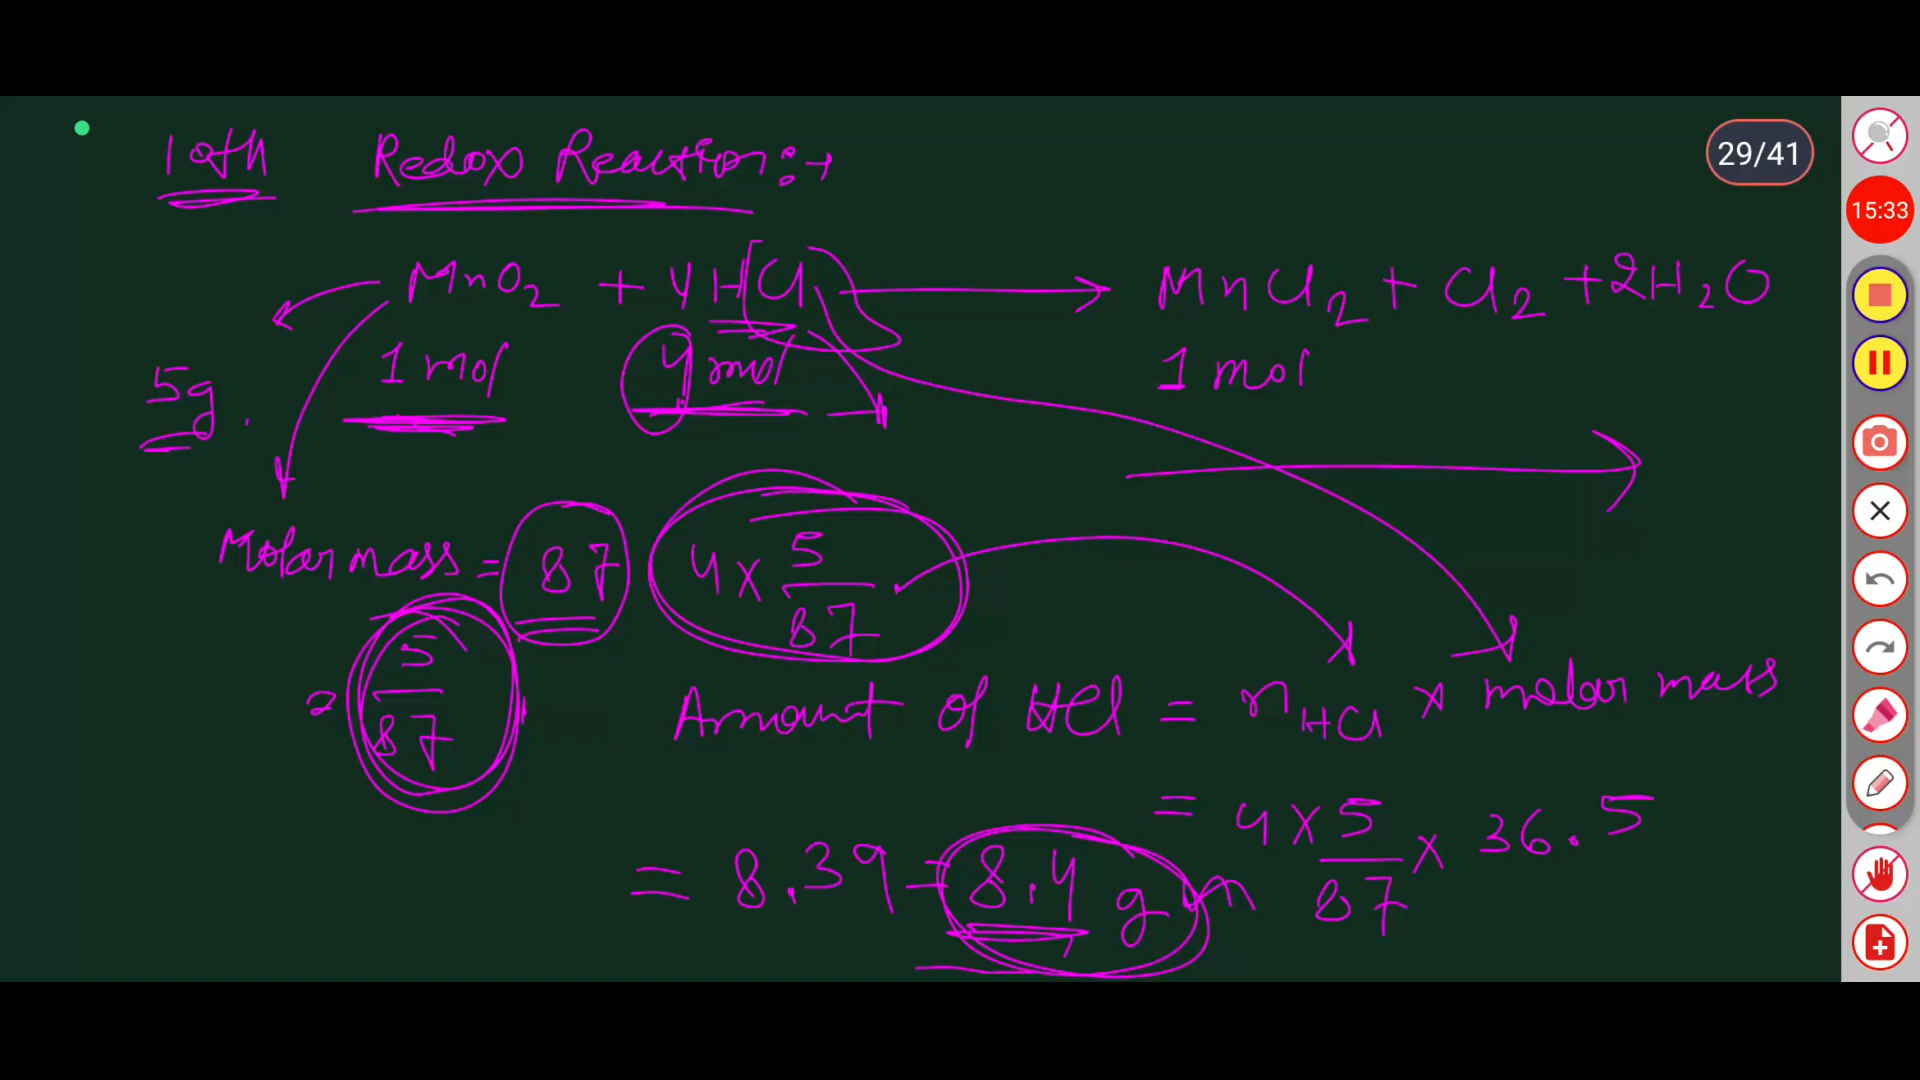 10th Redox Reaction:→
29/41
15:33
MnO2 + 4HCl → MnCl2 + Cl2 + 2H2O
5g. 1 mol 4 mol 1 mol
Molar mass = 87 4 × 5/87
= 5/87
Amount of HCl = nHCl × molar mass
= 4 × 5/87 × 36.5
= 8.39 = 8.4 gm